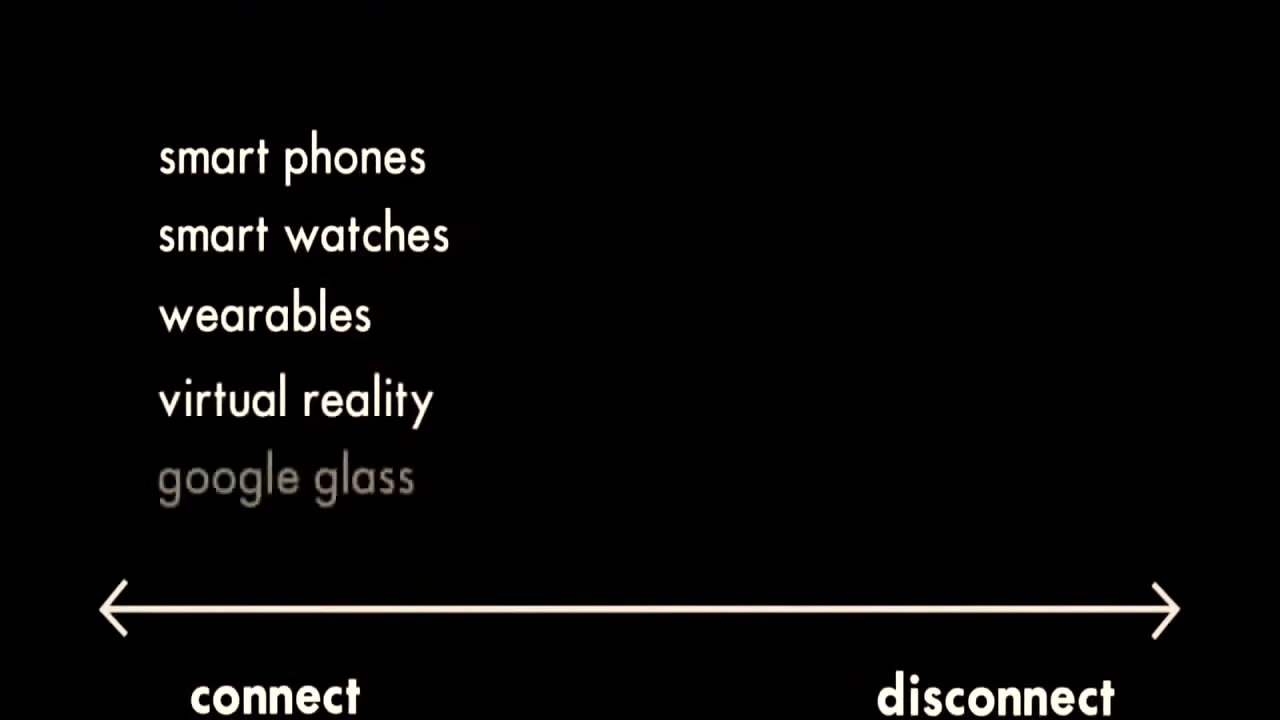 smart phones
smart watches
wearables
virtual reality
google glass
connect
disconnect